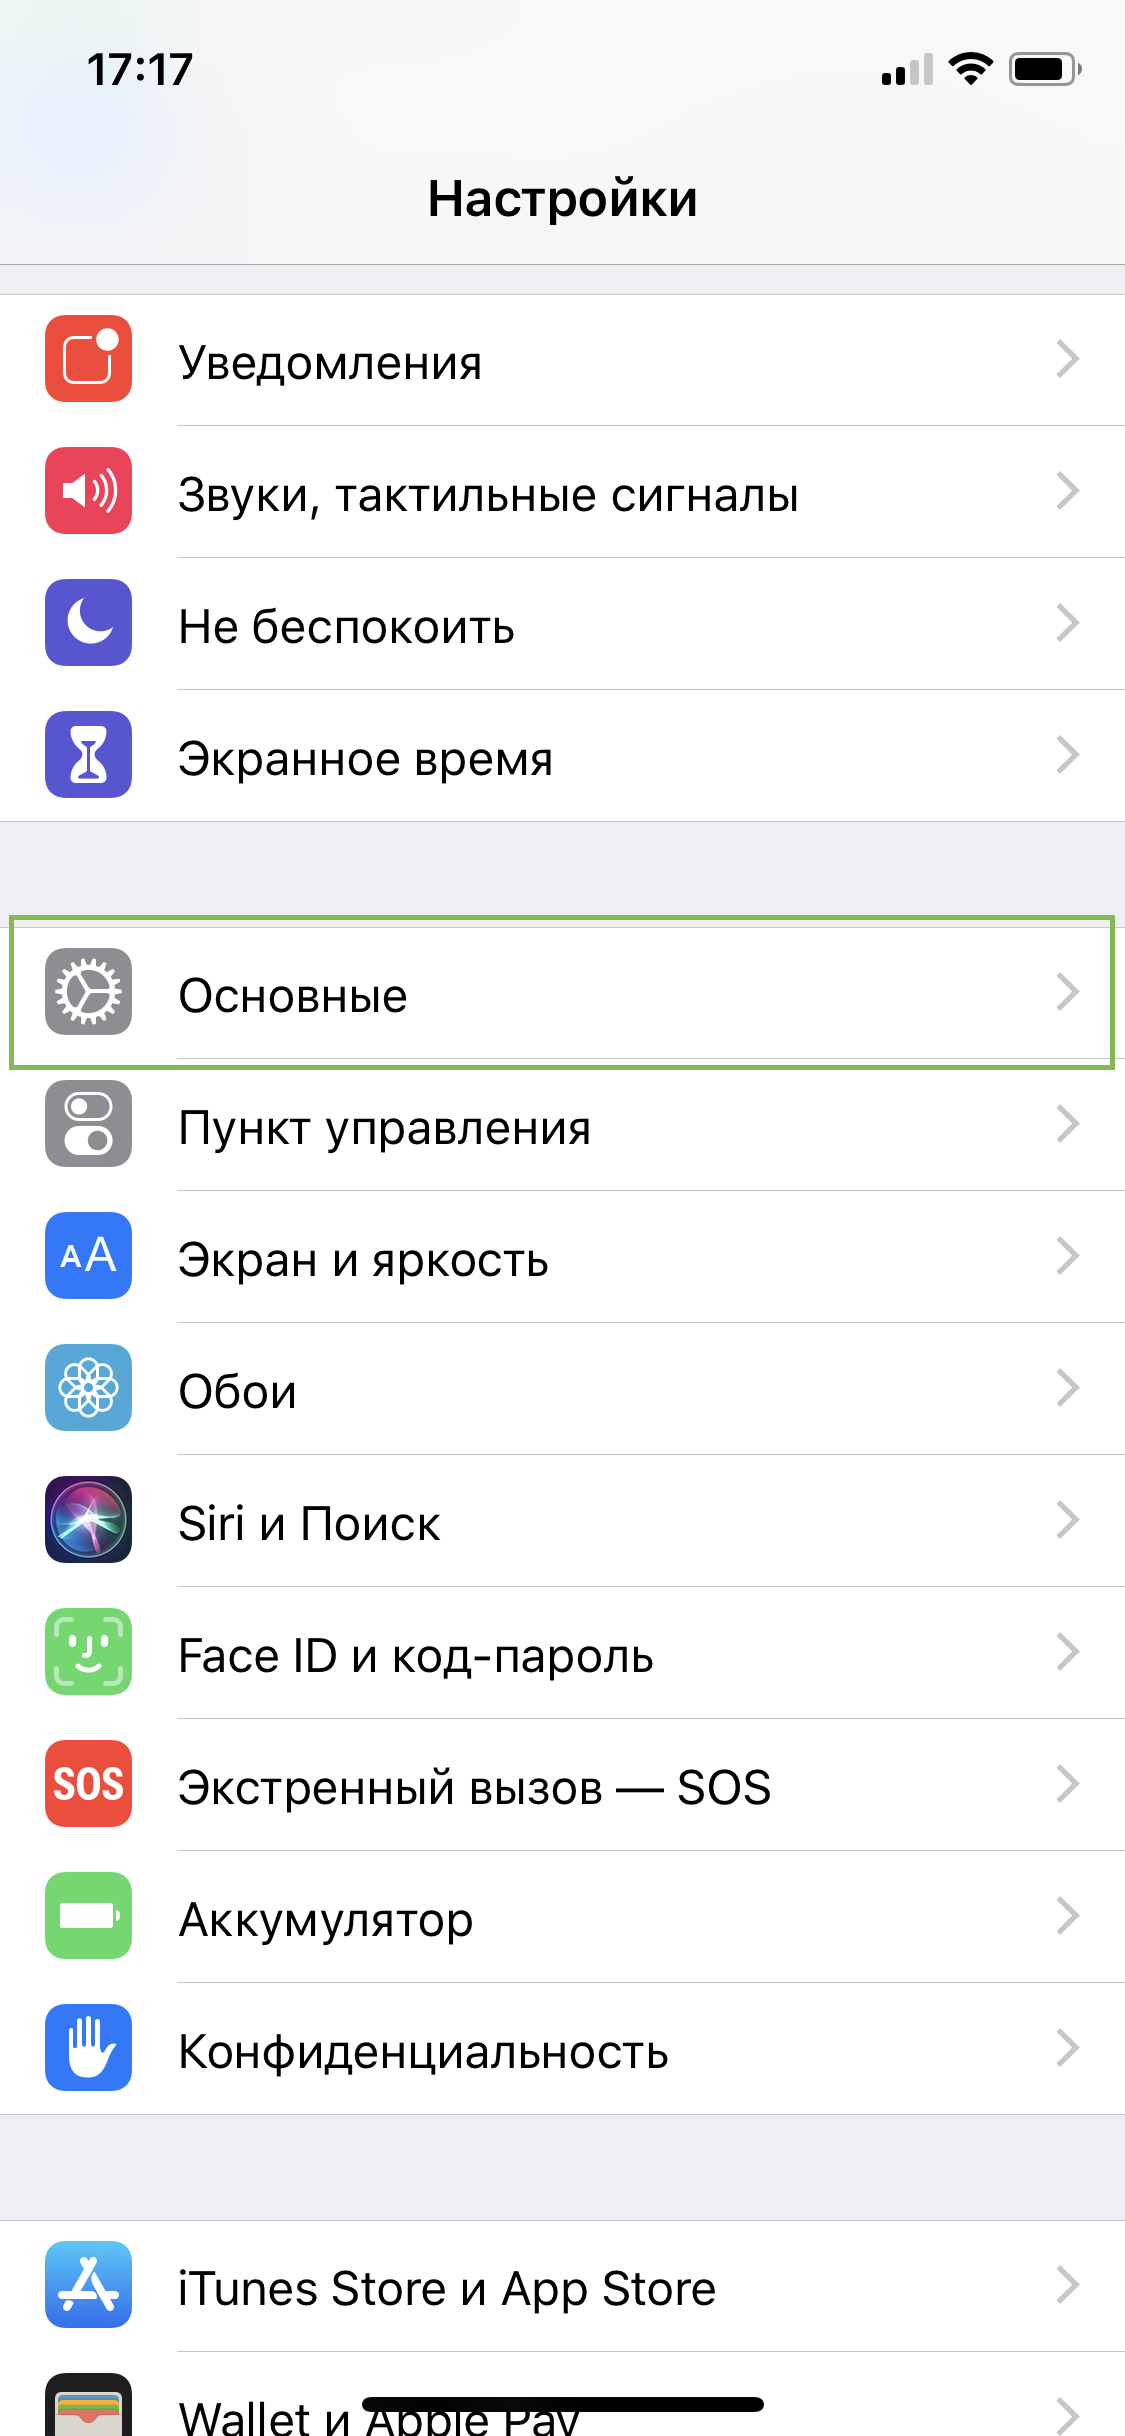 17:17
Настройки
Уведомления
Звуки, тактильные сигналы
Не беспокоить
Экранное время
Основные
Пункт управления
AA
Экран и яркость
Обои
Siri и Поиск
Face ID и код-пароль
SOS
Экстренный вызов — SOS
Аккумулятор
Конфиденциальность
iTunes Store и App Store
Wallet и Apple Pay